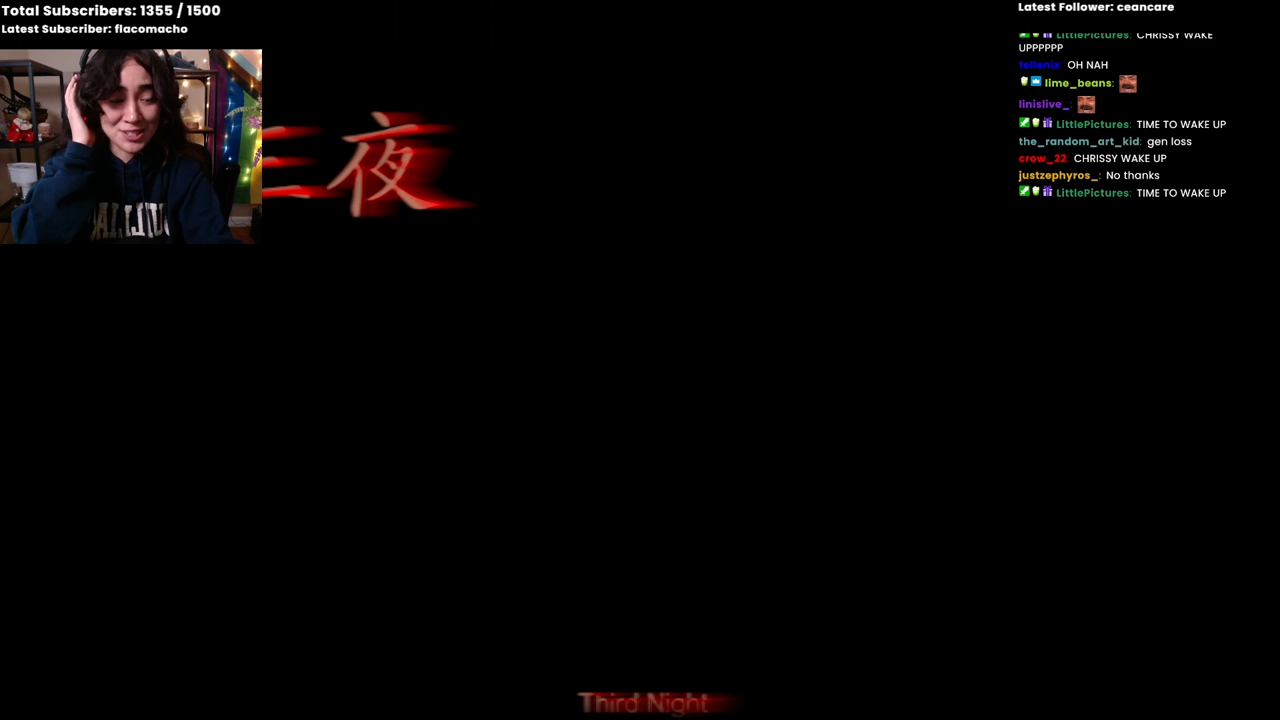 Total Subscribers: 1355 / 1500
Latest Subscriber: flacomacho
Latest Follower: ceancare
LittlePictures: CHRISSY WAKE
UPPPPPP
fellenix: OH NAH
lime_beans:
linislive_:
LittlePictures: TIME TO WAKE UP
the_random_art_kid: gen loss
crow_22: CHRISSY WAKE UP
justzephyros_: No thanks
LittlePictures: TIME TO WAKE UP
夜
Third Night